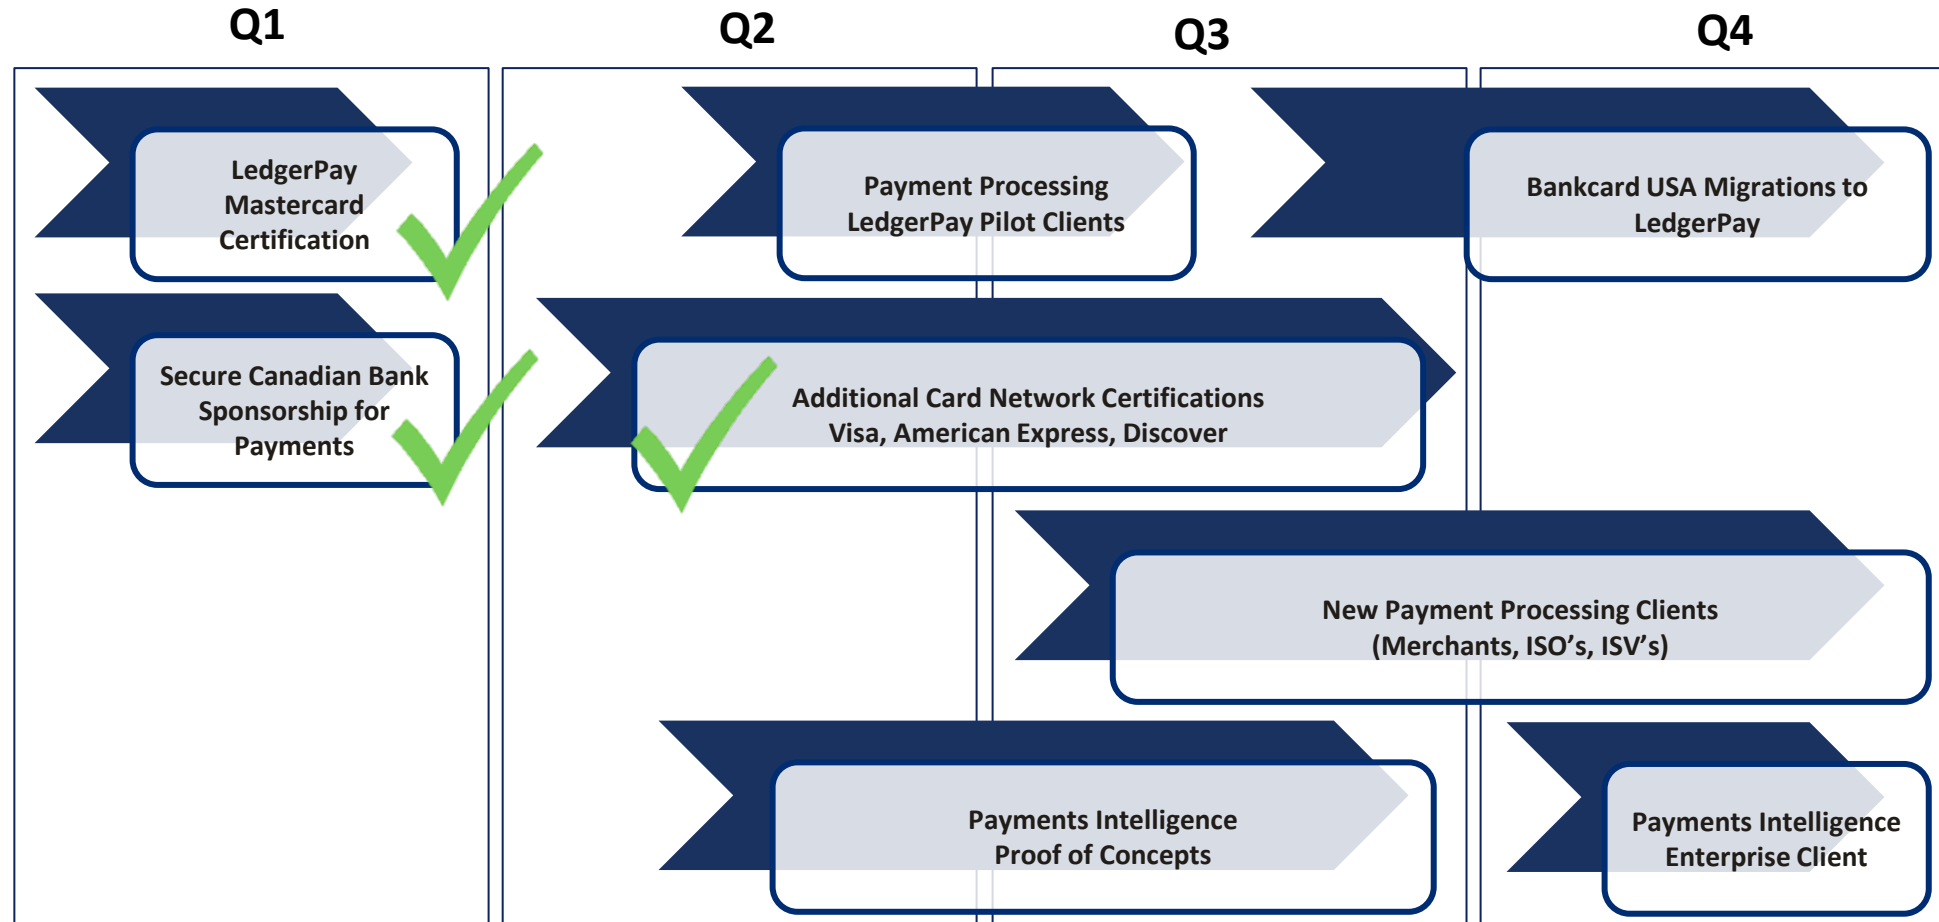 Q1
Q2
Q3
Q4
LedgerPay
Mastercard
Certification
Payment Processing
LedgerPay Pilot Clients
Bankcard USA Migrations to
LedgerPay
Secure Canadian Bank
Sponsorship for
Payments
Additional Card Network Certifications
Visa, American Express, Discover
New Payment Processing Clients
(Merchants, ISO’s, ISV’s)
Payments Intelligence
Proof of Concepts
Payments Intelligence
Enterprise Client